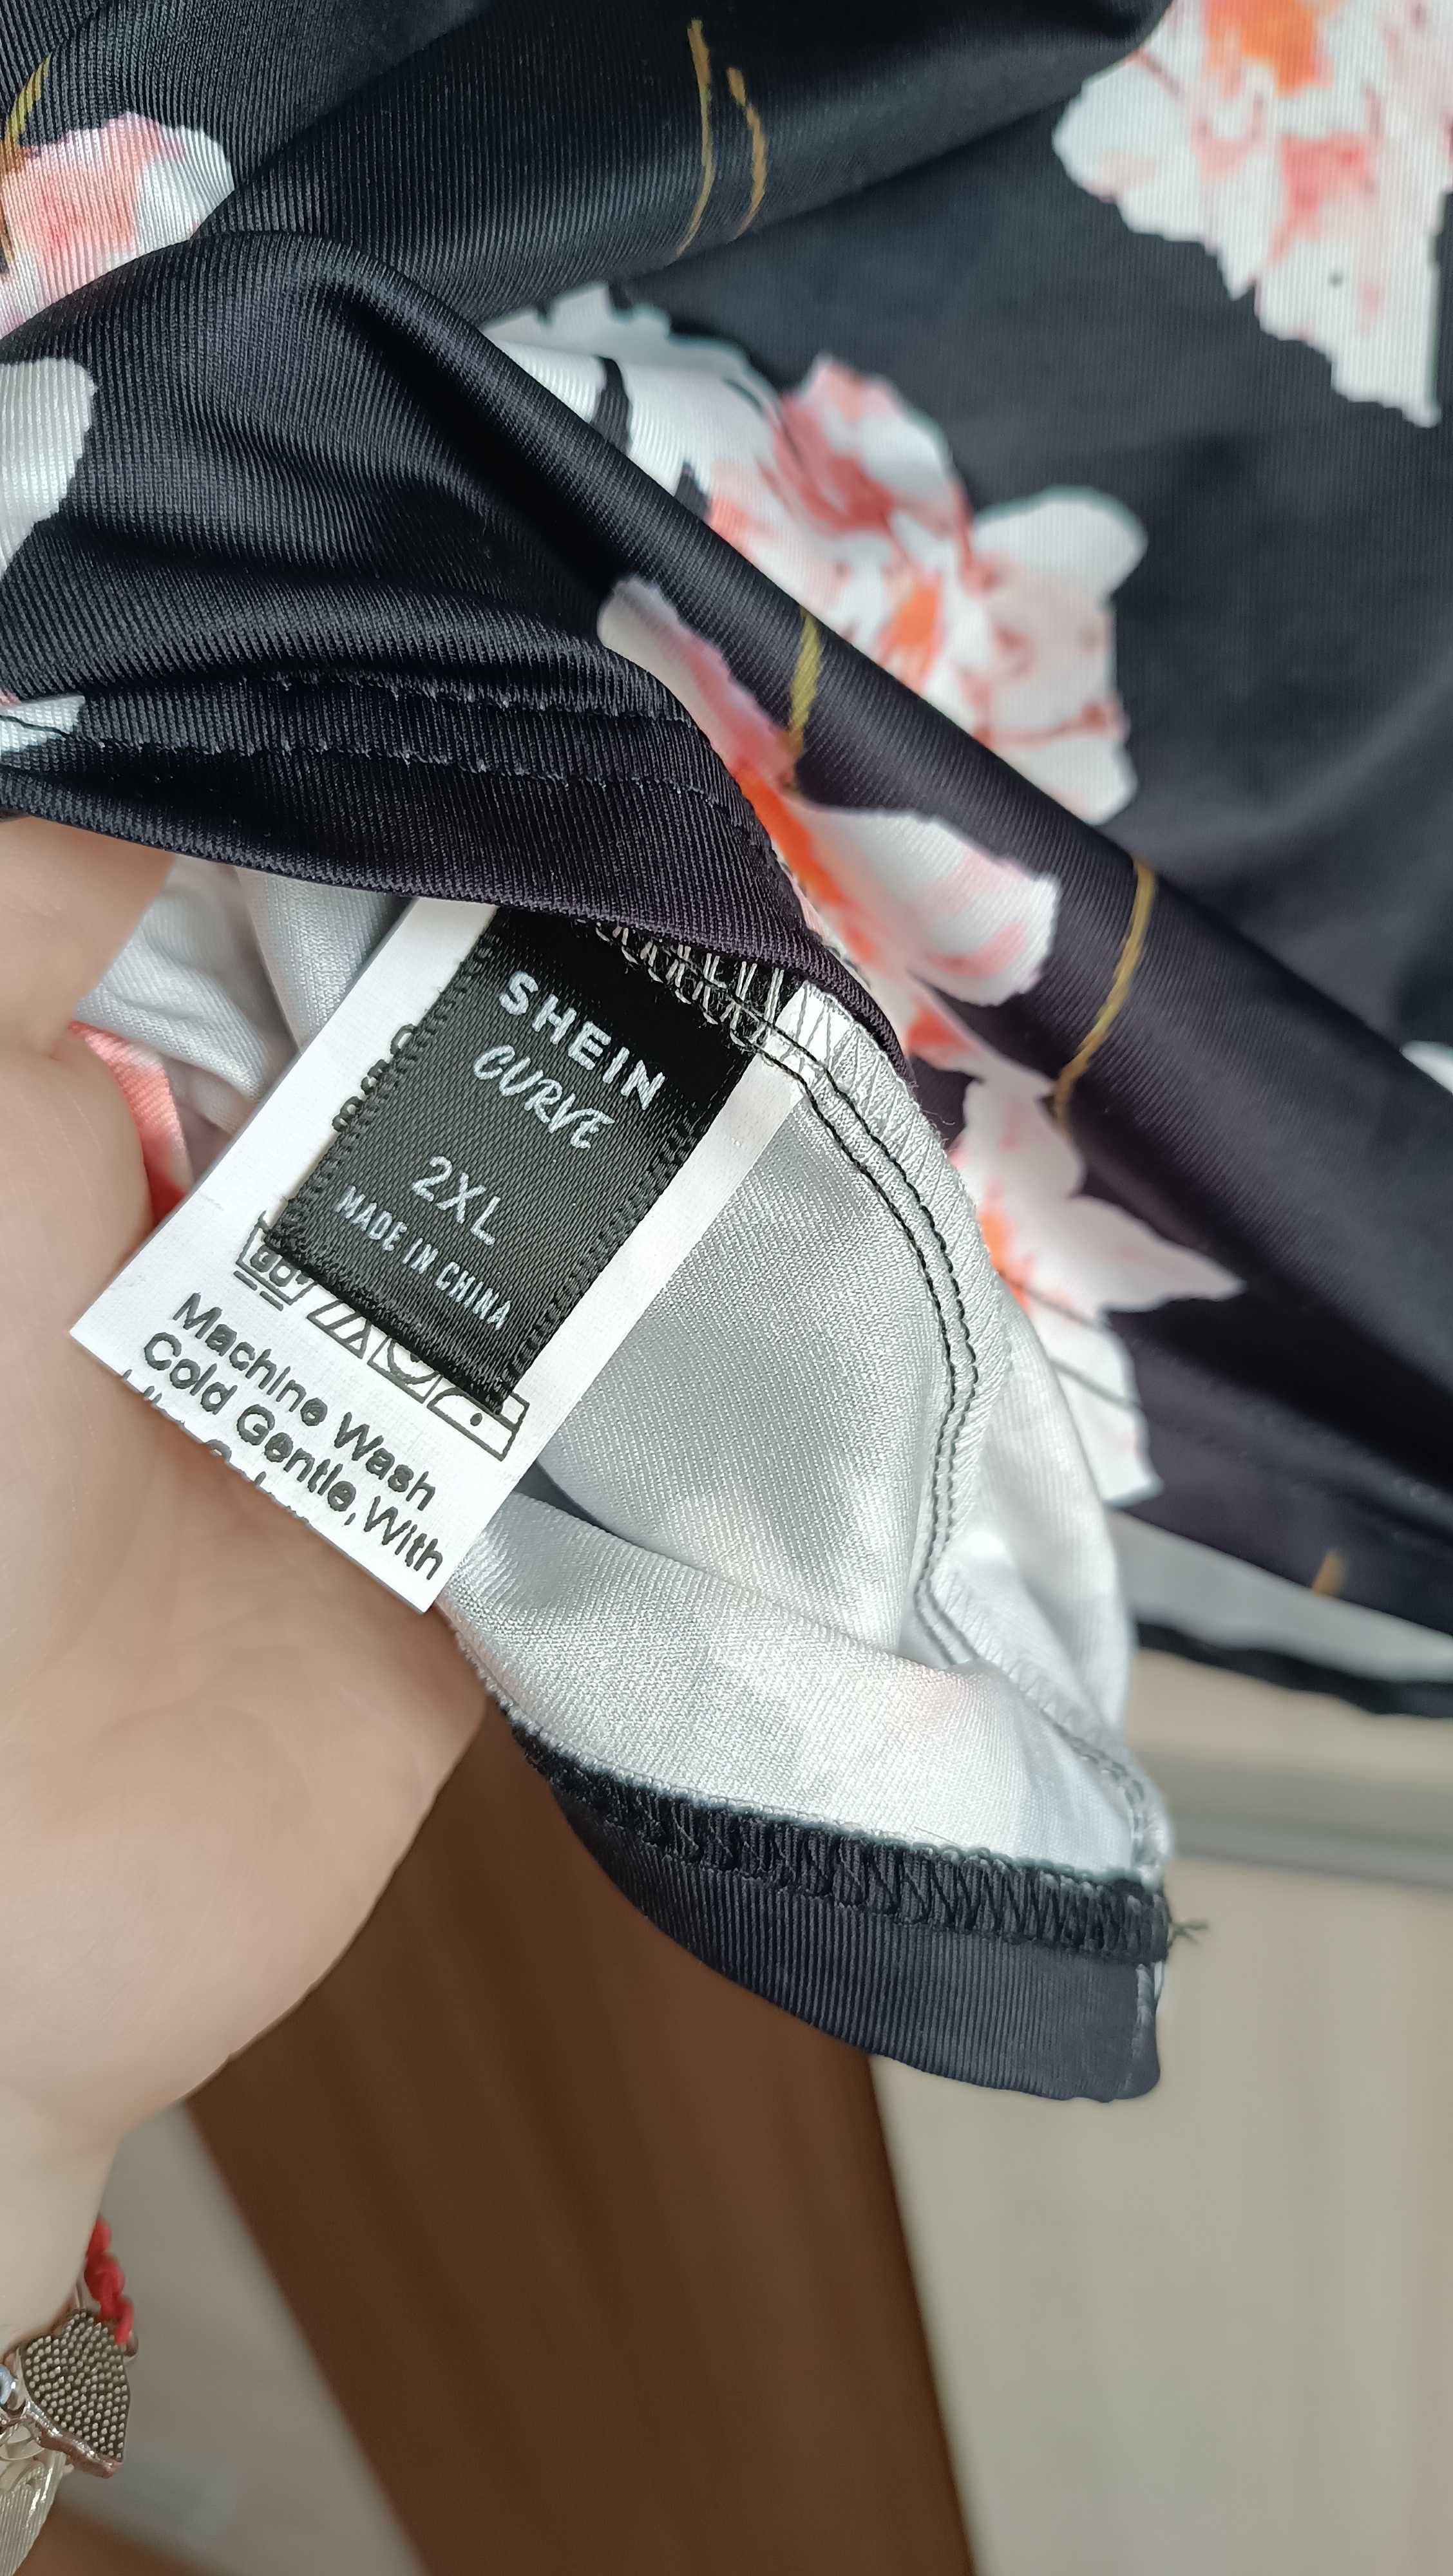 SHEIN
CURVE
2XL
MADE IN CHINA
Machine Wash
Cold Gentle, With